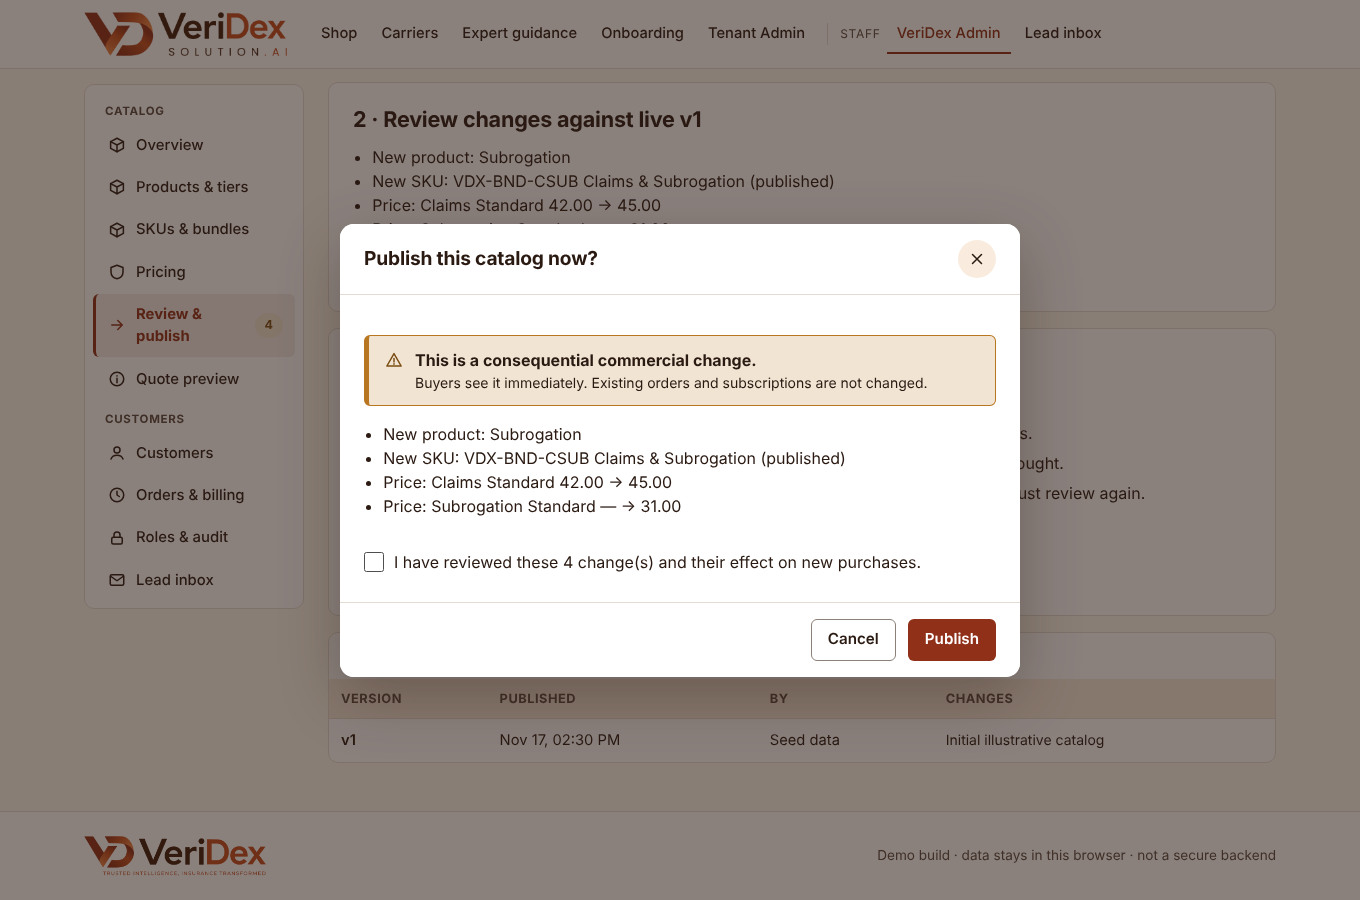 VeriDex
SOLUTION.AI
Shop
Carriers
Expert guidance
Onboarding
Tenant Admin
STAFF
VeriDex Admin
Lead inbox
CATALOG
Overview
Products & tiers
SKUs & bundles
Pricing
Review &
publish
4
Quote preview
CUSTOMERS
Customers
Orders & billing
Roles & audit
Lead inbox
2 · Review changes against live v1
• New product: Subrogation
• New SKU: VDX-BND-CSUB Claims & Subrogation (published)
• Price: Claims Standard 42.00 → 45.00
Publish this catalog now?
This is a consequential commercial change.
Buyers see it immediately. Existing orders and subscriptions are not changed.
• New product: Subrogation
• New SKU: VDX-BND-CSUB Claims & Subrogation (published)
• Price: Claims Standard 42.00 → 45.00
• Price: Subrogation Standard — → 31.00
I have reviewed these 4 change(s) and their effect on new purchases.
Cancel
Publish
review again.
VERSION PUBLISHED BY CHANGES
v1 Nov 17, 02:30 PM Seed data Initial illustrative catalog
VeriDex
TRUSTED INTELLIGENCE, INSURANCE TRANSFORMED
Demo build · data stays in this browser · not a secure backend